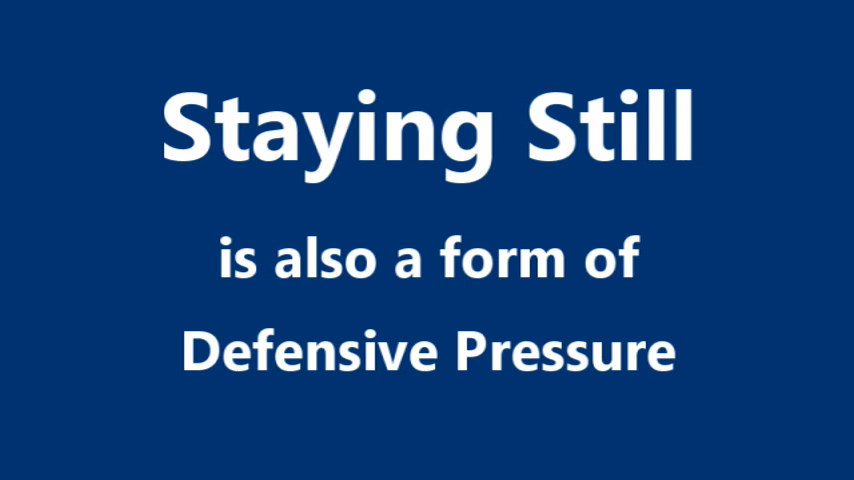 Staying Still
is also a form of
Defensive Pressure